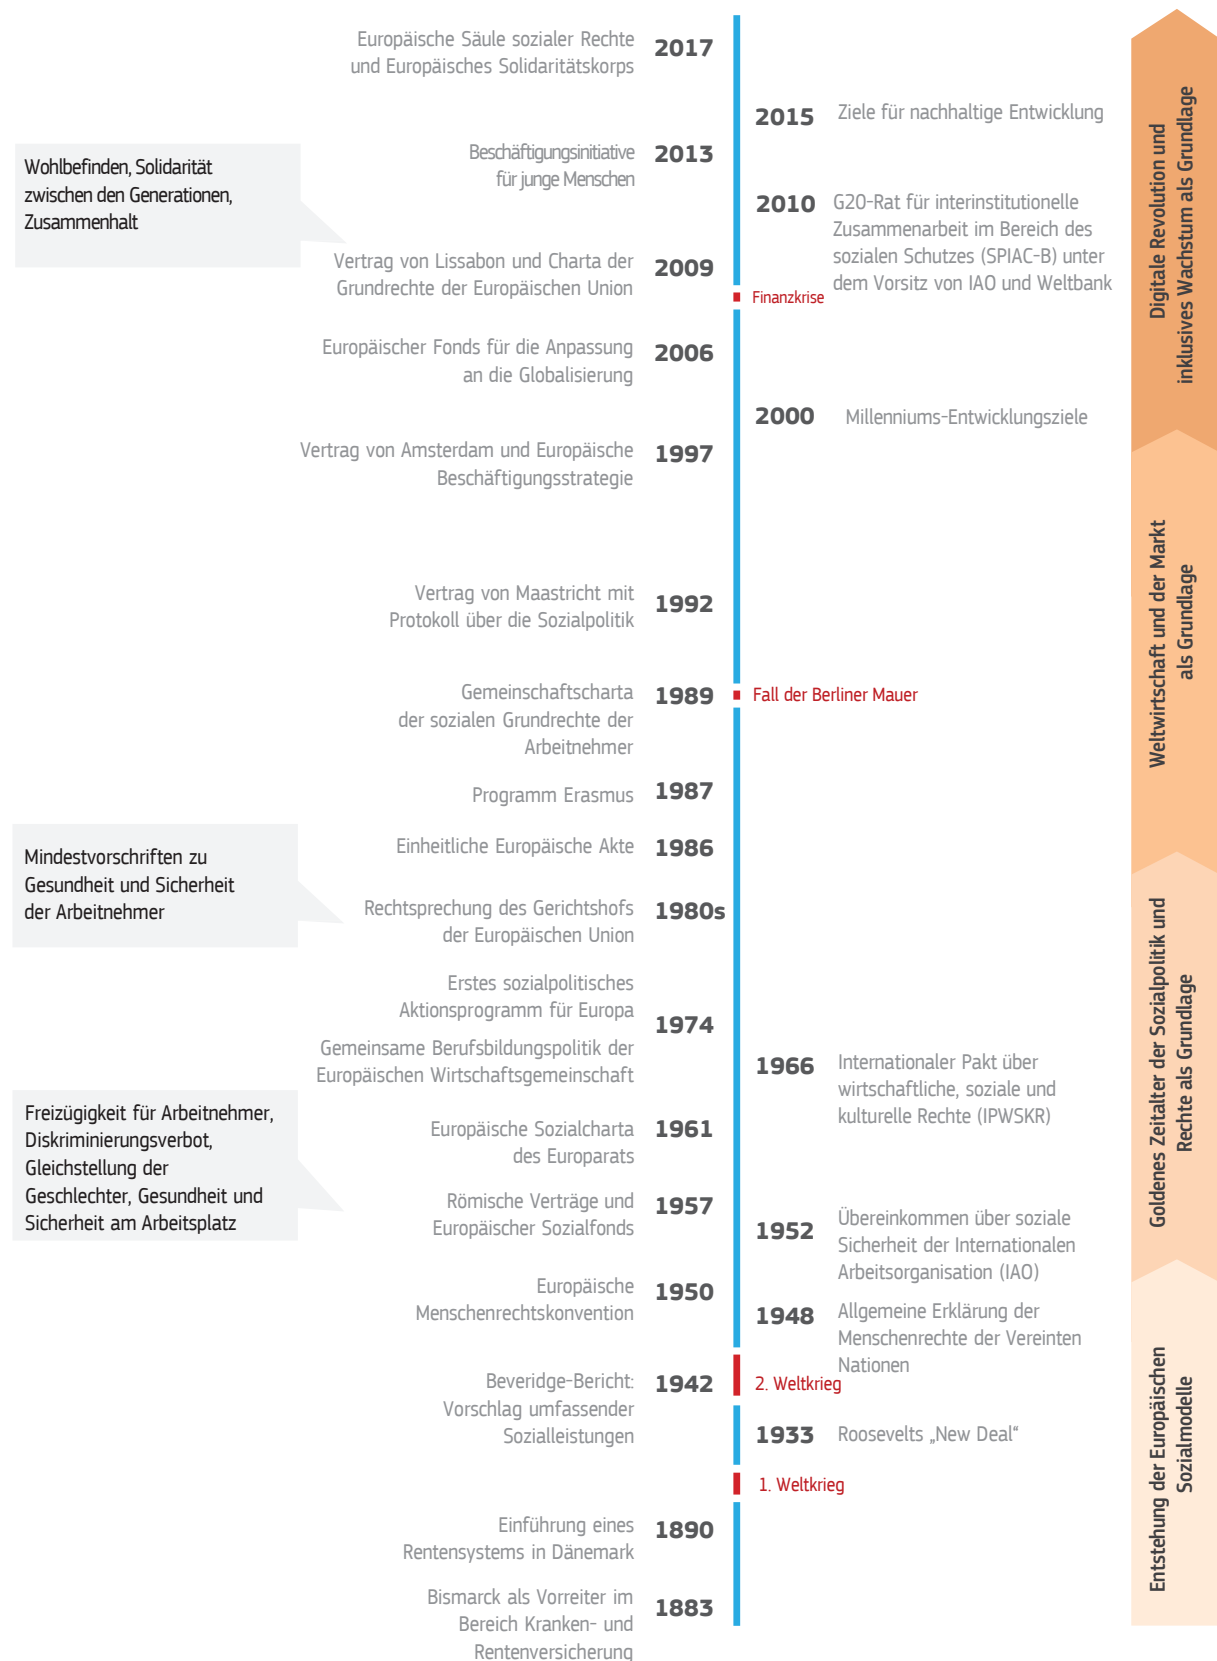 Europäische Säule sozialer Rechte
und Europäisches Solidaritätskorps
2017
2015
Ziele für nachhaltige Entwicklung
Beschäftigungsinitiative
für junge Menschen
2013
Wohlbefinden, Solidarität
zwischen den Generationen,
Zusammenhalt
2010
G20-Rat für interinstitutionelle
Zusammenarbeit im Bereich des
sozialen Schutzes (SPIAC-B) unter
dem Vorsitz von IAO und Weltbank
Vertrag von Lissabon und Charta der
Grundrechte der Europäischen Union
2009
Finanzkrise
Europäischer Fonds für die Anpassung
an die Globalisierung
2006
2000
Millenniums-Entwicklungsziele
Vertrag von Amsterdam und Europäische
Beschäftigungsstrategie
1997
Vertrag von Maastricht mit
Protokoll über die Sozialpolitik
1992
Gemeinschaftscharta
der sozialen Grundrechte der
Arbeitnehmer
1989
Fall der Berliner Mauer
Programm Erasmus
1987
Einheitliche Europäische Akte
1986
Mindestvorschriften zu
Gesundheit und Sicherheit
der Arbeitnehmer
Rechtsprechung des Gerichtshofs
der Europäischen Union
1980s
Erstes sozialpolitisches
Aktionsprogramm für Europa
1974
Gemeinsame Berufsbildungspolitik der
Europäischen Wirtschaftsgemeinschaft
1966
Internationaler Pakt über
wirtschaftliche, soziale und
kulturelle Rechte (IPWSKR)
Freizügigkeit für Arbeitnehmer,
Diskriminierungsverbot,
Gleichstellung der
Geschlechter, Gesundheit und
Sicherheit am Arbeitsplatz
Europäische Sozialcharta
des Europarats
1961
Römische Verträge und
Europäischer Sozialfonds
1957
1952
Übereinkommen über soziale
Sicherheit der Internationalen
Arbeitsorganisation (IAO)
Europäische
Menschenrechtskonvention
1950
1948
Allgemeine Erklärung der
Menschenrechte der Vereinten
Nationen
Beveridge-Bericht:
Vorschlag umfassender
Sozialleistungen
1942
2. Weltkrieg
1933
Roosevelts „New Deal“
1. Weltkrieg
Einführung eines
Rentensystems in Dänemark
1890
Bismarck als Vorreiter im
Bereich Kranken- und
Rentenversicherung
1883
Digitale Revolution und
inklusives Wachstum als Grundlage
Weltwirtschaft und der Markt
als Grundlage
Goldenes Zeitalter der Sozialpolitik und
Rechte als Grundlage
Entstehung der Europäischen
Sozialmodelle